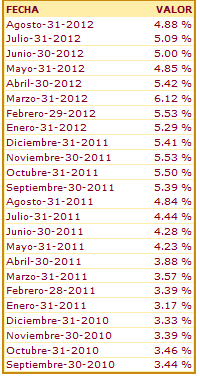 FECHA VALOR
Agosto-31-2012 4.88 %
Julio-31-2012 5.09 %
Junio-30-2012 5.00 %
Mayo-31-2012 4.85 %
Abril-30-2012 5.42 %
Marzo-31-2012 6.12 %
Febrero-29-2012 5.53 %
Enero-31-2012 5.29 %
Diciembre-31-2011 5.41 %
Noviembre-30-2011 5.53 %
Octubre-31-2011 5.50 %
Septiembre-30-2011 5.39 %
Agosto-31-2011 4.84 %
Julio-31-2011 4.44 %
Junio-30-2011 4.28 %
Mayo-31-2011 4.23 %
Abril-30-2011 3.88 %
Marzo-31-2011 3.57 %
Febrero-28-2011 3.39 %
Enero-31-2011 3.17 %
Diciembre-31-2010 3.33 %
Noviembre-30-2010 3.39 %
Octubre-31-2010 3.46 %
Septiembre-30-2010 3.44 %